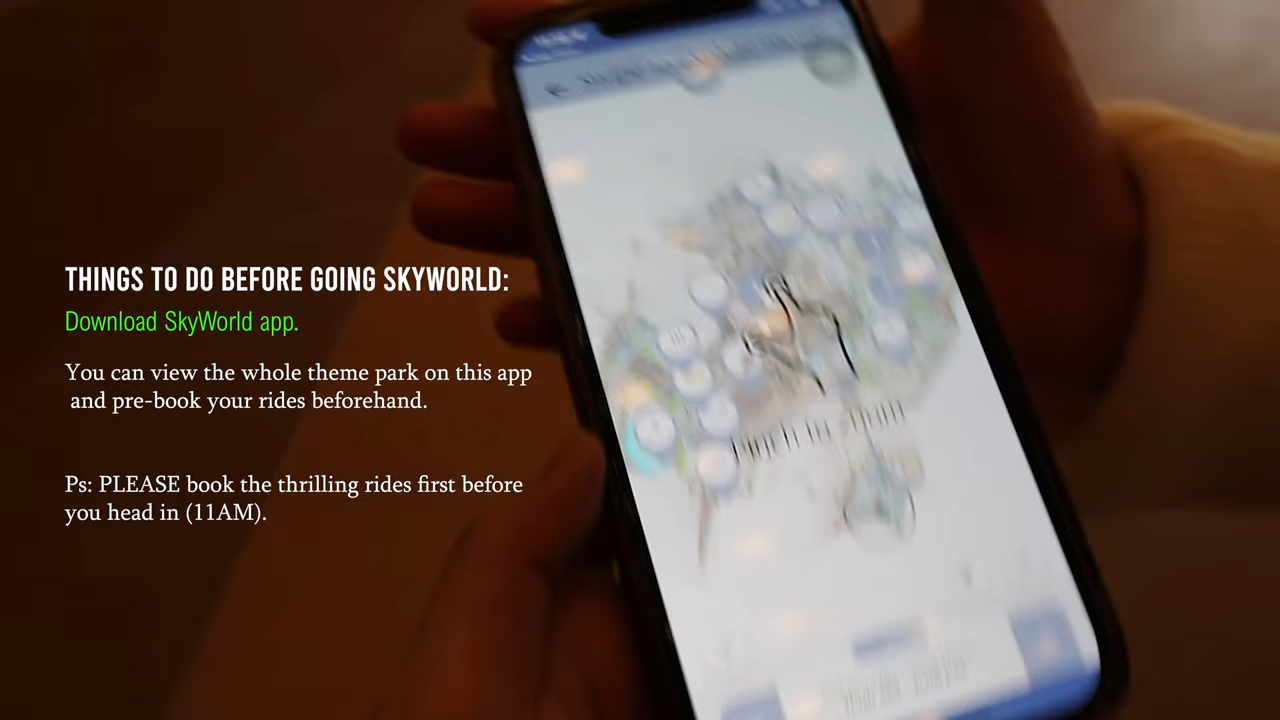 THINGS TO DO BEFORE GOING SKYWORLD:
Download SkyWorld app.
You can view the whole theme park on this app
and pre-book your rides beforehand.
Ps: PLEASE book the thrilling rides first before
you head in (11AM).